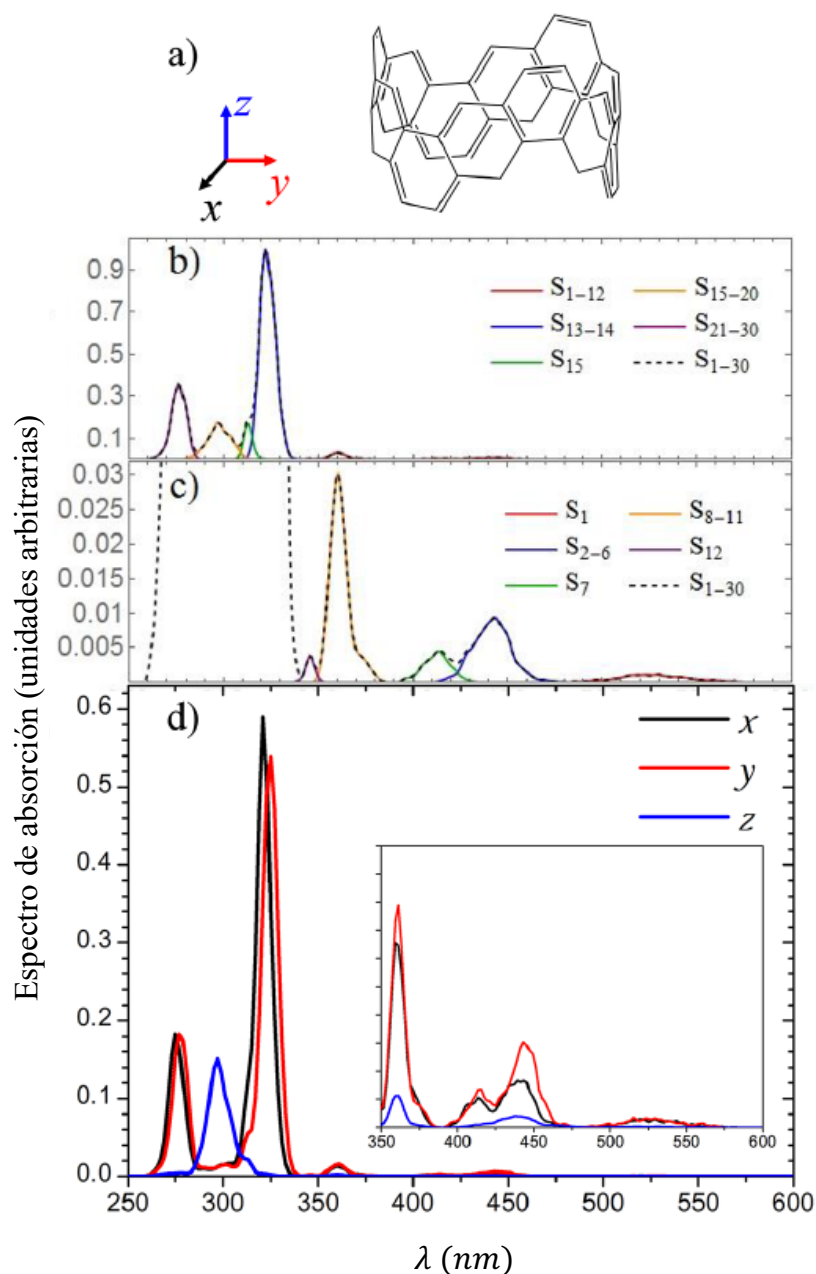 a)
z
y
x
b)
0.9
0.7
0.5
0.3
0.1
S1–12
S15–20
S13–14
S21–30
S15
S1–30
c)
0.03
0.025
0.02
0.015
0.01
0.005
S1
S8–11
S2–6
S12
S7
S1–30
Espectro de absorción (unidades arbitrarias)
d)
0.6
0.5
0.4
0.3
0.2
0.1
0.0
x
y
z
350 400 450 500 550 600
250 300 350 400 450 500 550 600
λ (nm)